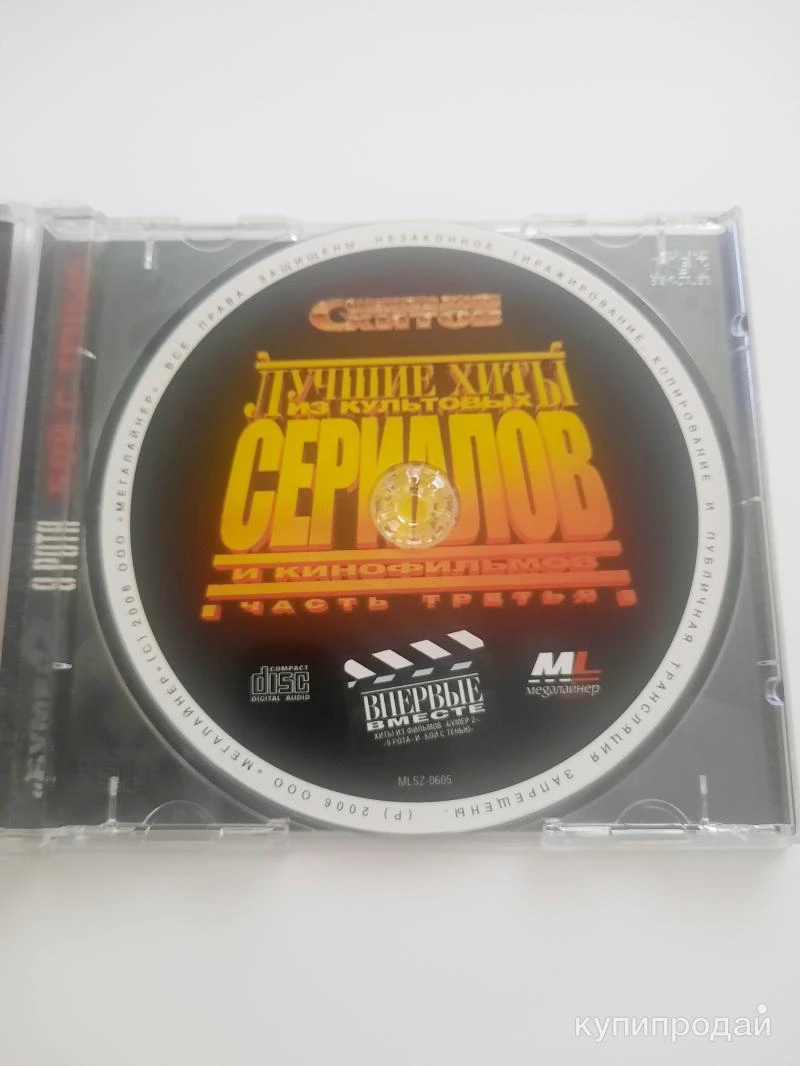 ХИТОВ
ЛУЧШИЕ ХИТЫ
ИЗ КУЛЬТОВЫХ
СЕРИАЛОВ
И КИНОФИЛЬМОВ
ЧАСТЬ ТРЕТЬЯ
COMPACT
disc
DIGITAL AUDIO
ВПЕРВЫЕ
ВМЕСТЕ
ХИТЫ ИЗ ФИЛЬМОВ «БУМЕР 2»,
«9 РОТА» И «БОЙ С ТЕНЬЮ»
ML
мегалайнер
MLSZ-0605
(P) 2006 ООО «МЕГАЛАЙНЕР» (C) 2006 ООО «МЕГАЛАЙНЕР». ВСЕ ПРАВА ЗАЩИЩЕНЫ НЕЗАКОННОЕ ТИРАЖИРОВАНИЕ, КОПИРОВАНИЕ И ПУБЛИЧНАЯ ТРАНСЛЯЦИЯ ЗАПРЕЩЕНЫ.
9 РОТА
купипродай